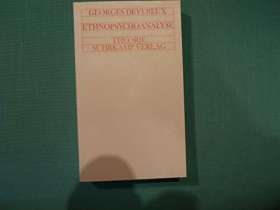 GEORGES DEVEREUX
ETHNOPSYCHOANALYSE
THEORIE
SUHRKAMP VERLAG